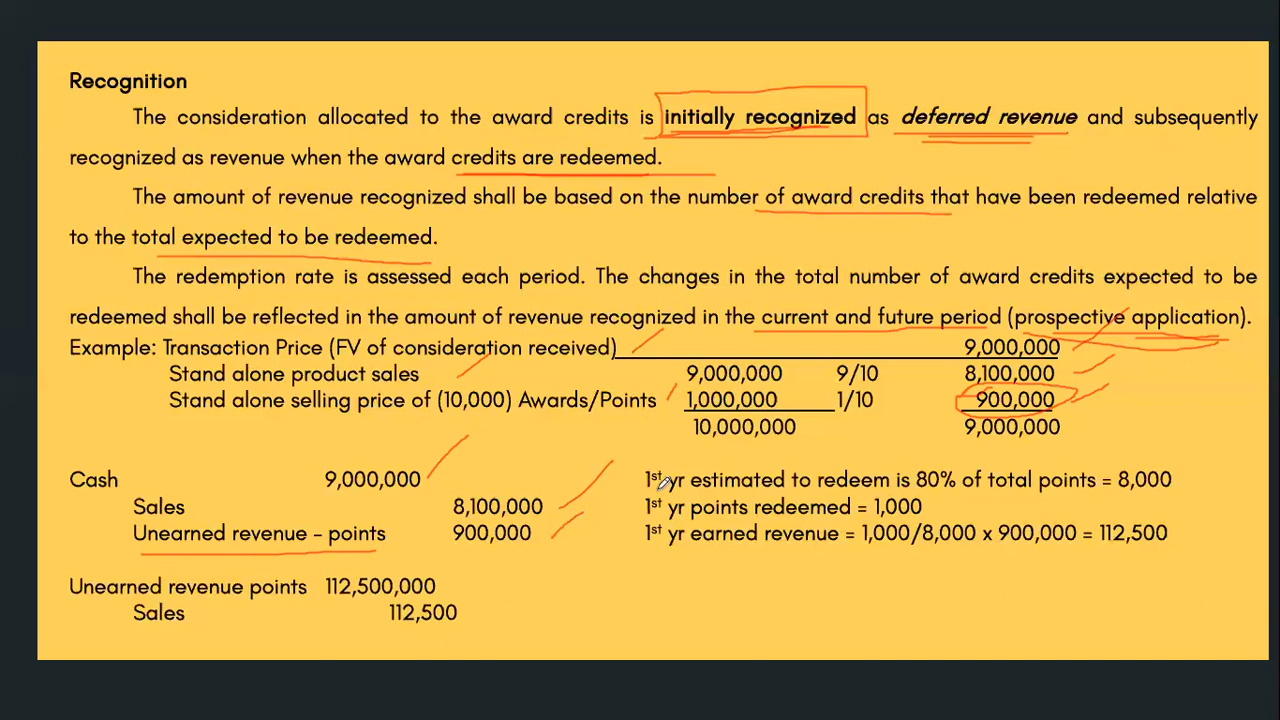 Recognition
The consideration allocated to the award credits is initially recognized as deferred revenue and subsequently
recognized as revenue when the award credits are redeemed.
The amount of revenue recognized shall be based on the number of award credits that have been redeemed relative
to the total expected to be redeemed.
The redemption rate is assessed each period. The changes in the total number of award credits expected to be
redeemed shall be reflected in the amount of revenue recognized in the current and future period (prospective application).
Example: Transaction Price (FV of consideration received) 9,000,000
Stand alone product sales 9,000,000 9/10 8,100,000
Stand alone selling price of (10,000) Awards/Points 1,000,000 1/10 900,000
10,000,000 9,000,000
Cash 9,000,000 1st yr estimated to redeem is 80% of total points = 8,000
Sales 8,100,000 1st yr points redeemed = 1,000
Unearned revenue – points 900,000 1st yr earned revenue = 1,000/8,000 x 900,000 = 112,500
Unearned revenue points 112,500,000
Sales 112,500